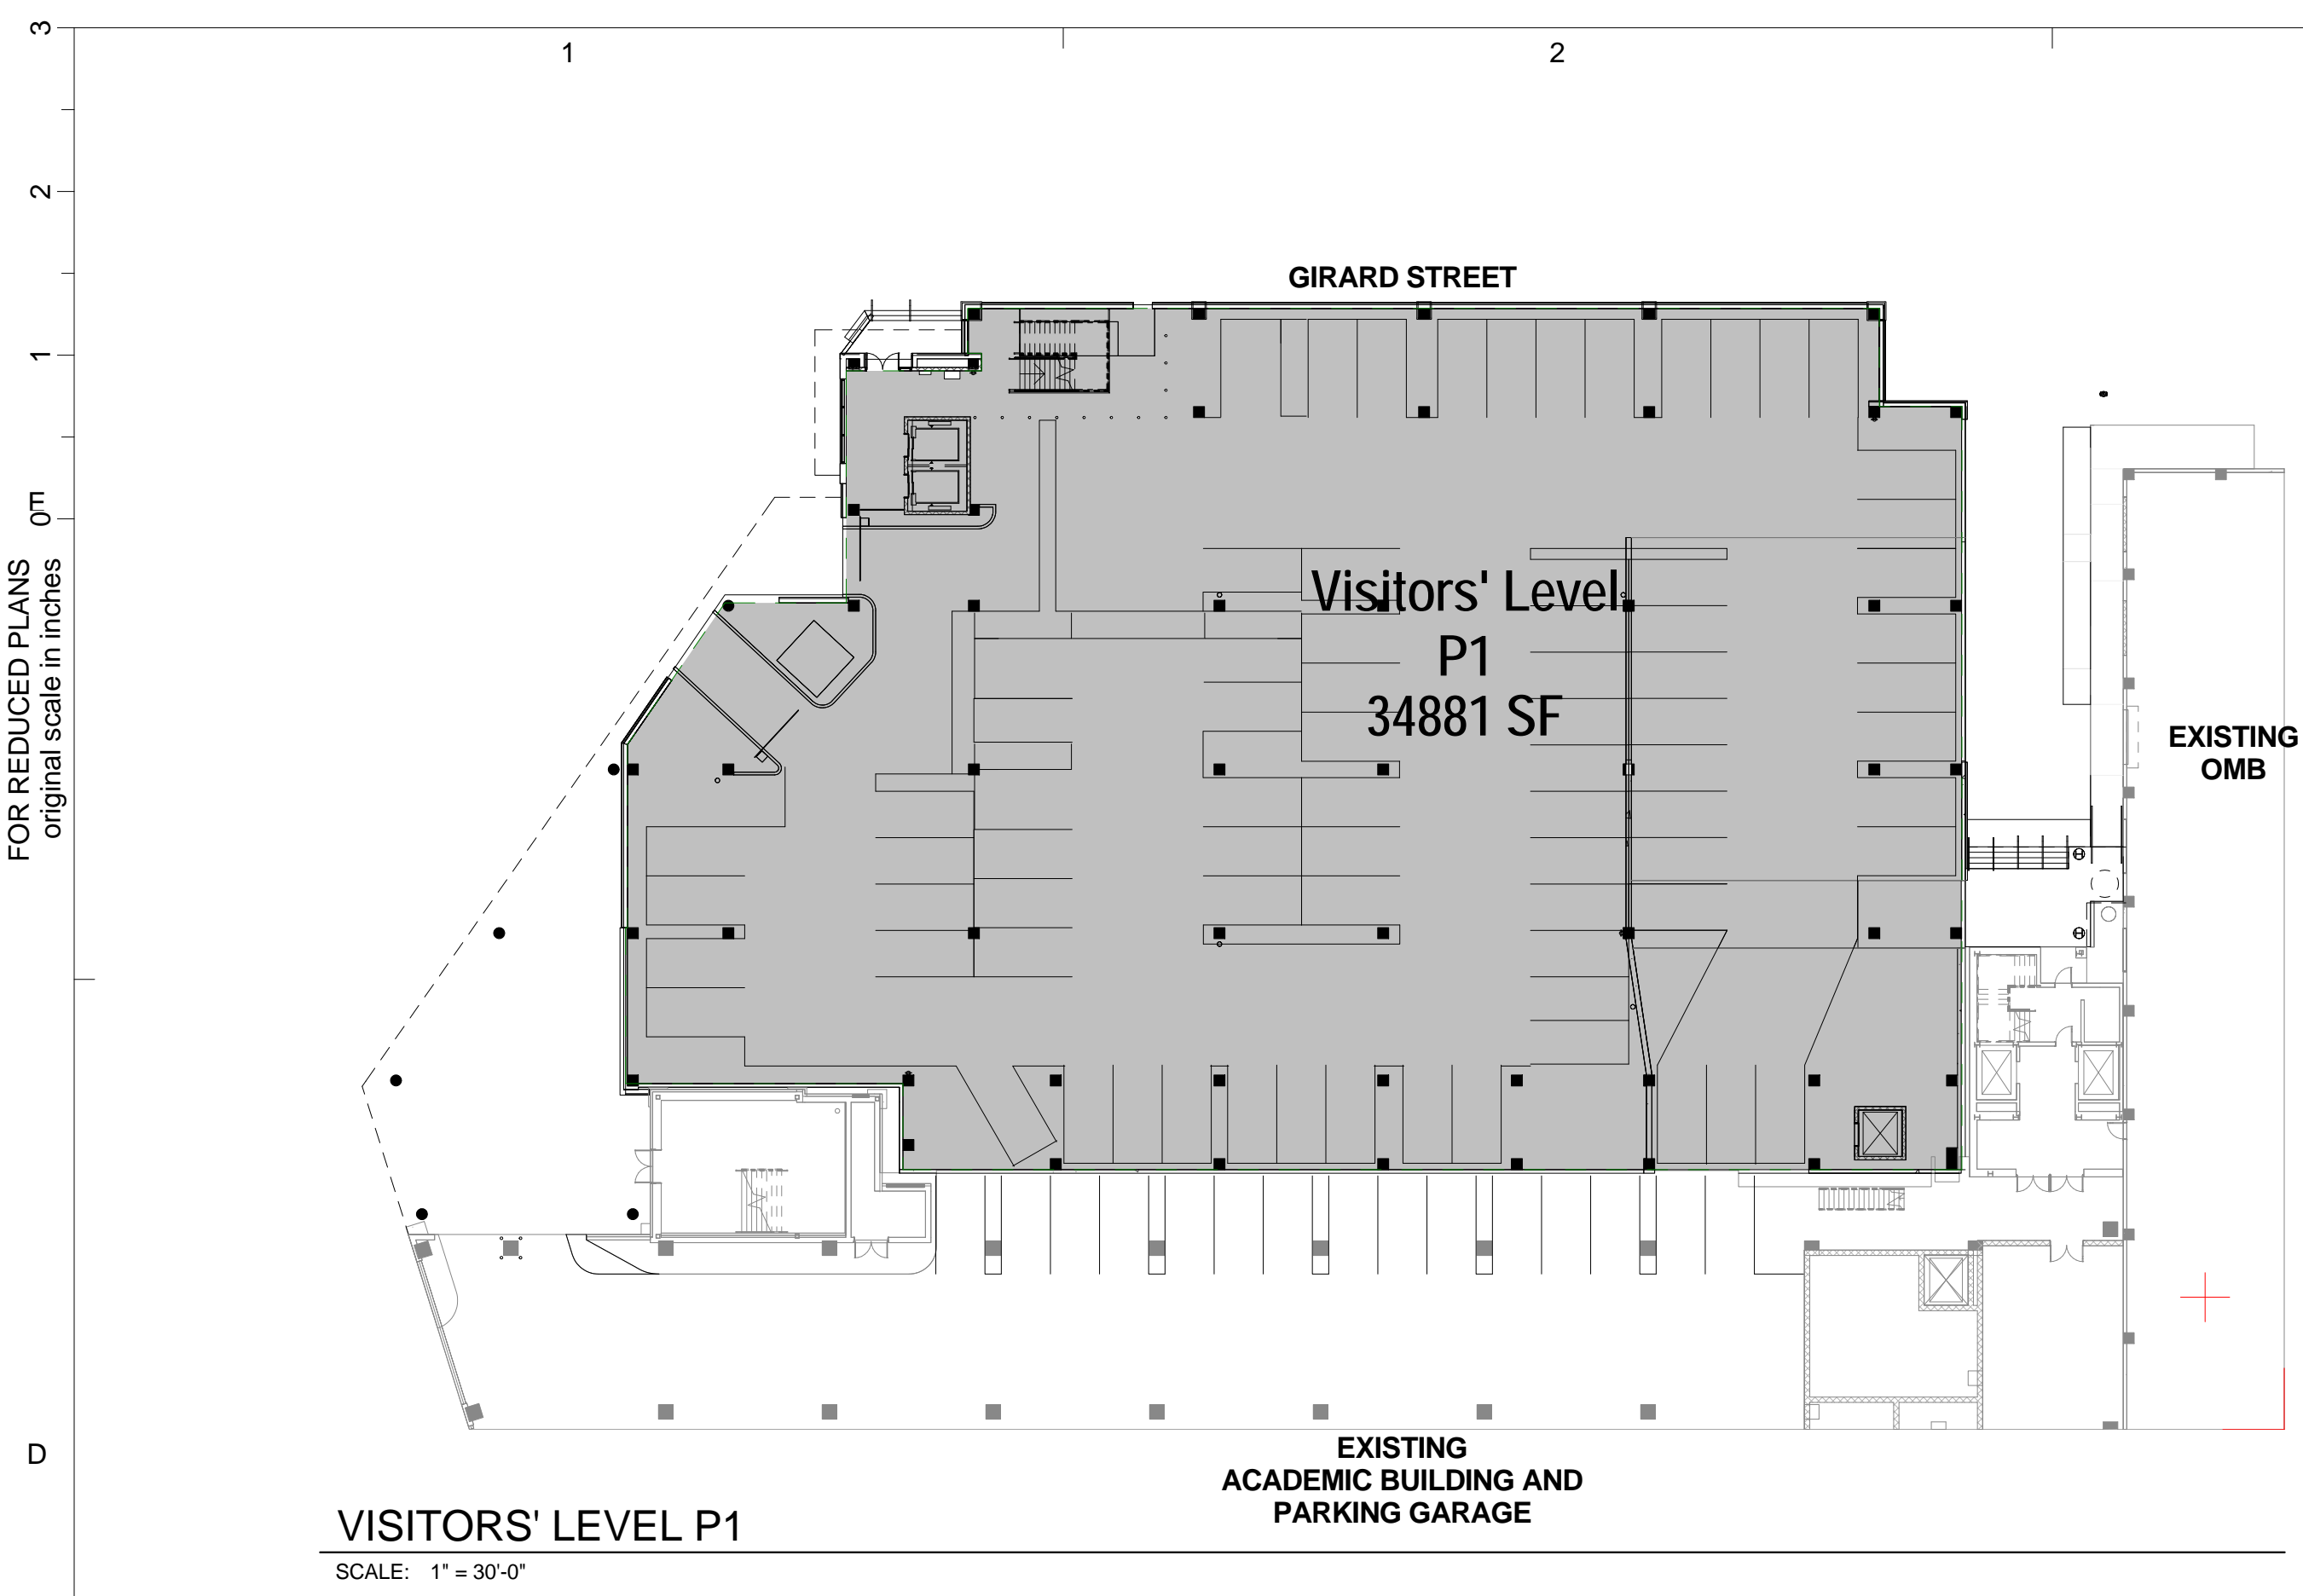 3
1
2
2
GIRARD STREET
1
E
0
FOR REDUCED PLANS
original scale in inches
Visitors' Level
P1
34881 SF
EXISTING
OMB
D
EXISTING
ACADEMIC BUILDING AND
PARKING GARAGE
VISITORS' LEVEL P1
SCALE: 1" = 30'-0"